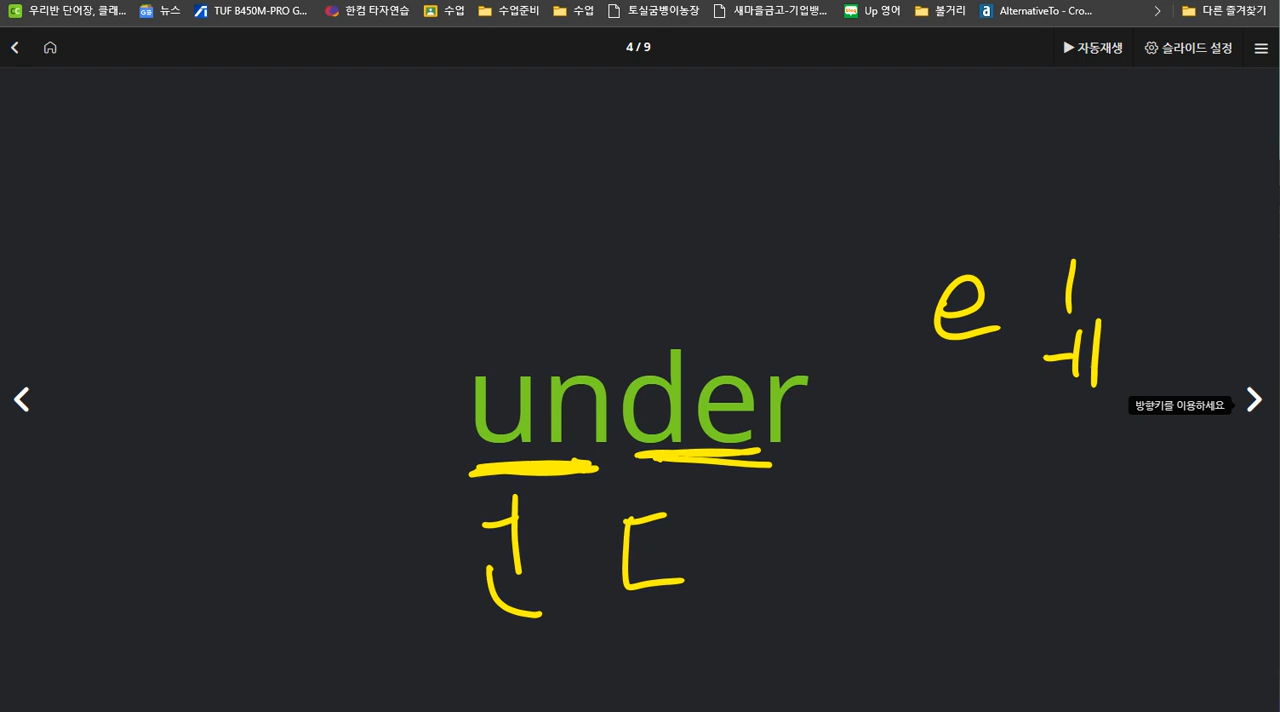 우리반 단어장, 클래... 뉴스 TUF B450M-PRO G... 한컴 타자연습 수업 수업준비 수업 토실굼벵이농장 새마을금고-기업뱅... Up 영어 볼거리 AlternativeTo - Cro... 다른 즐겨찾기
4 / 9 자동재생 슬라이드 설정
e ㅣ
ㅔ
under
방향키를 이용하세요
ㅓ ㄷ
ㄴ